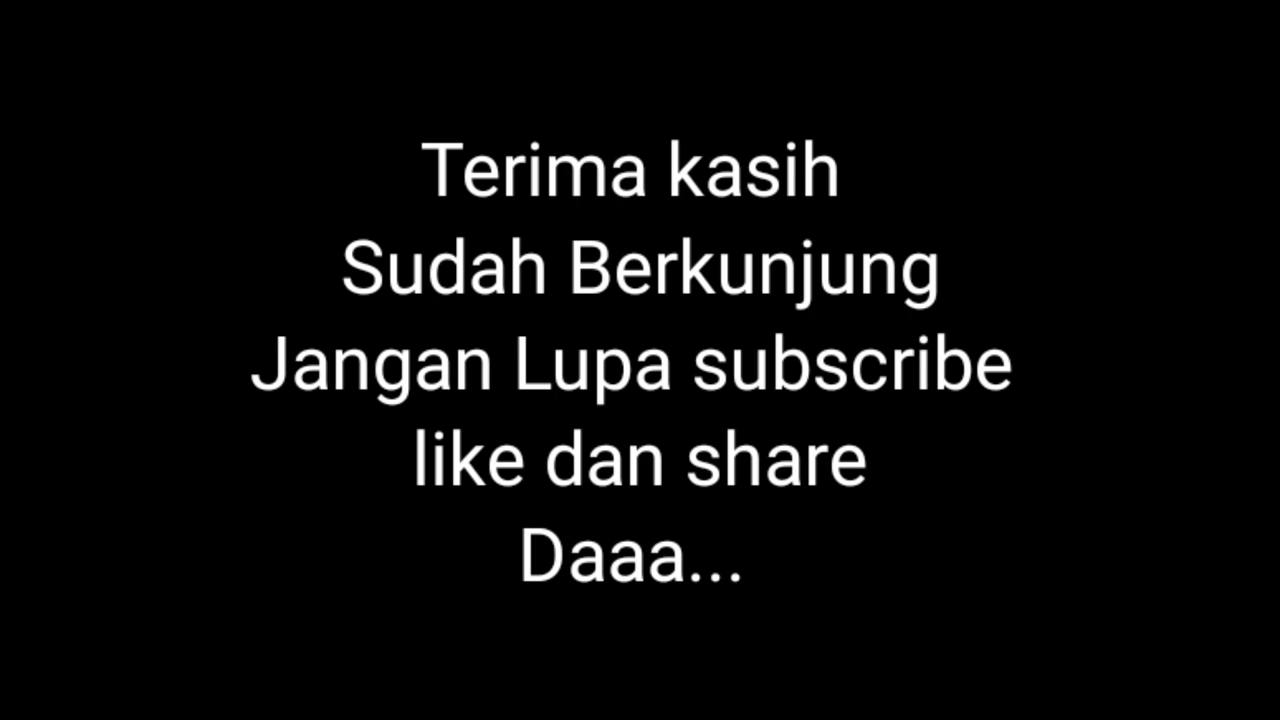 Terima kasih
Sudah Berkunjung
Jangan Lupa subscribe
like dan share
Daaa...